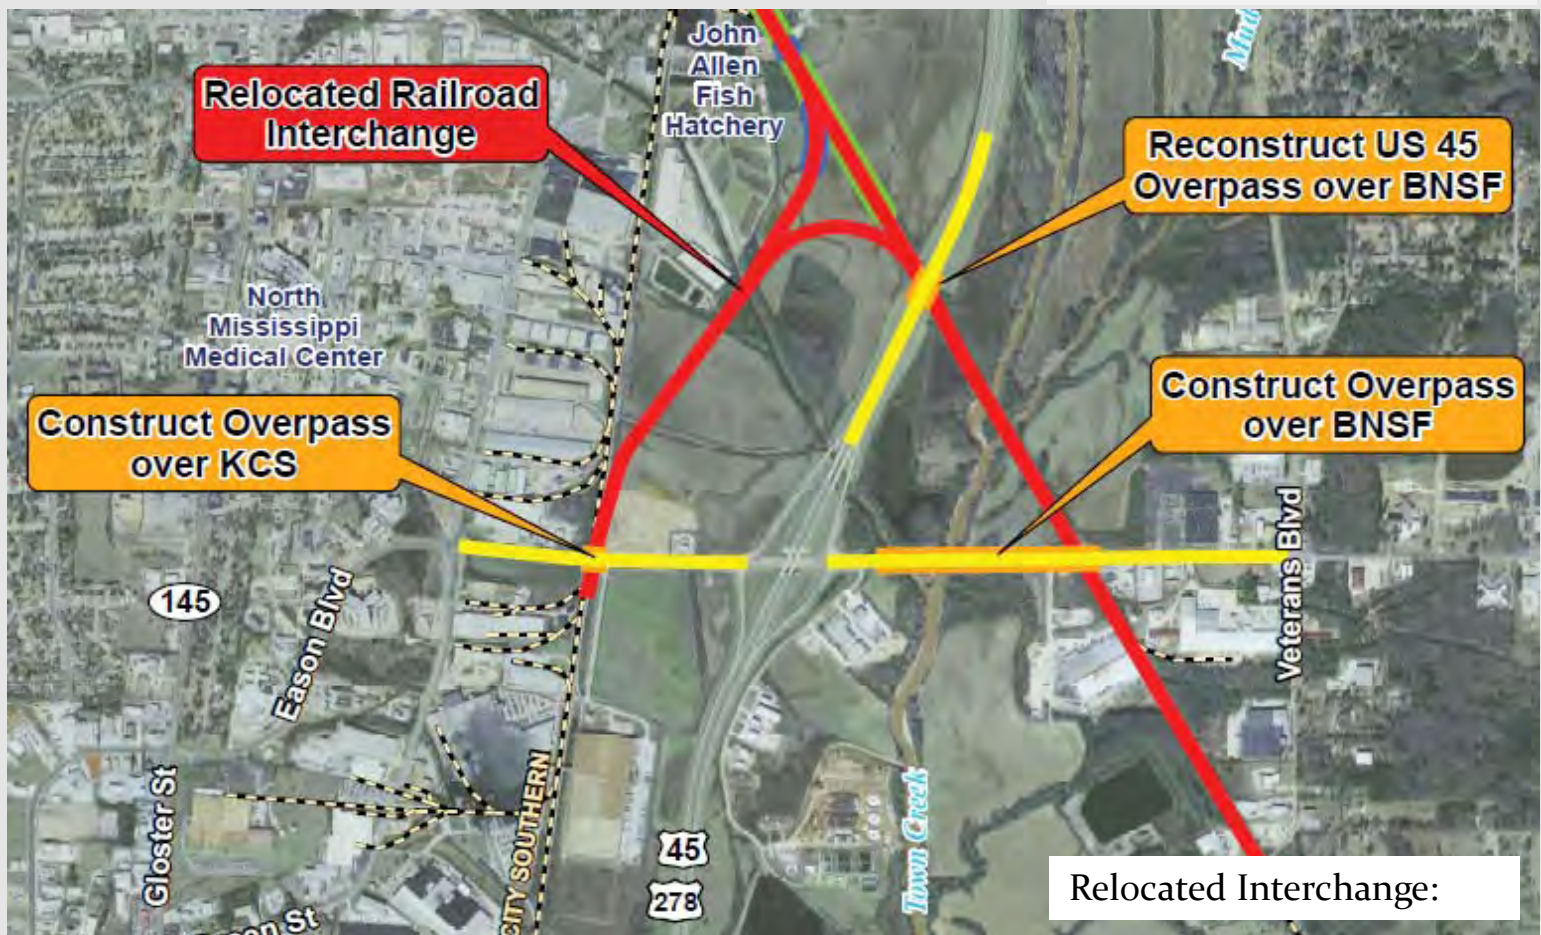 John
Allen
Fish
Hatchery
Mud
Relocated Railroad
Interchange
Reconstruct US 45
Overpass over BNSF
North
Mississippi
Medical Center
Construct Overpass
over BNSF
Construct Overpass
over KCS
145
Eason Blvd
Veterans Blvd
Gloster St
CITY SOUTHERN
45
278
Town Creek
Relocated Interchange:
St